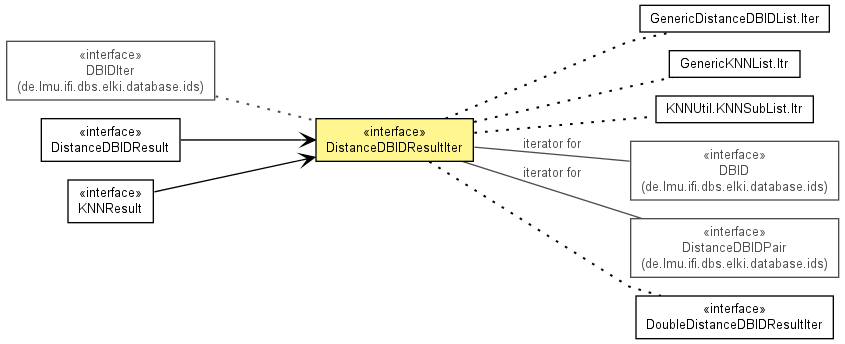 «interface»
DBIDIter
(de.lmu.ifi.dbs.elki.database.ids)
«interface»
DistanceDBIDResult
«interface»
KNNResult
«interface»
DistanceDBIDResultIter
GenericDistanceDBIDList.Iter
GenericKNNList.Itr
KNNUtil.KNNSubList.Itr
iterator for
«interface»
DBID
(de.lmu.ifi.dbs.elki.database.ids)
iterator for
«interface»
DistanceDBIDPair
(de.lmu.ifi.dbs.elki.database.ids)
«interface»
DoubleDistanceDBIDResultIter